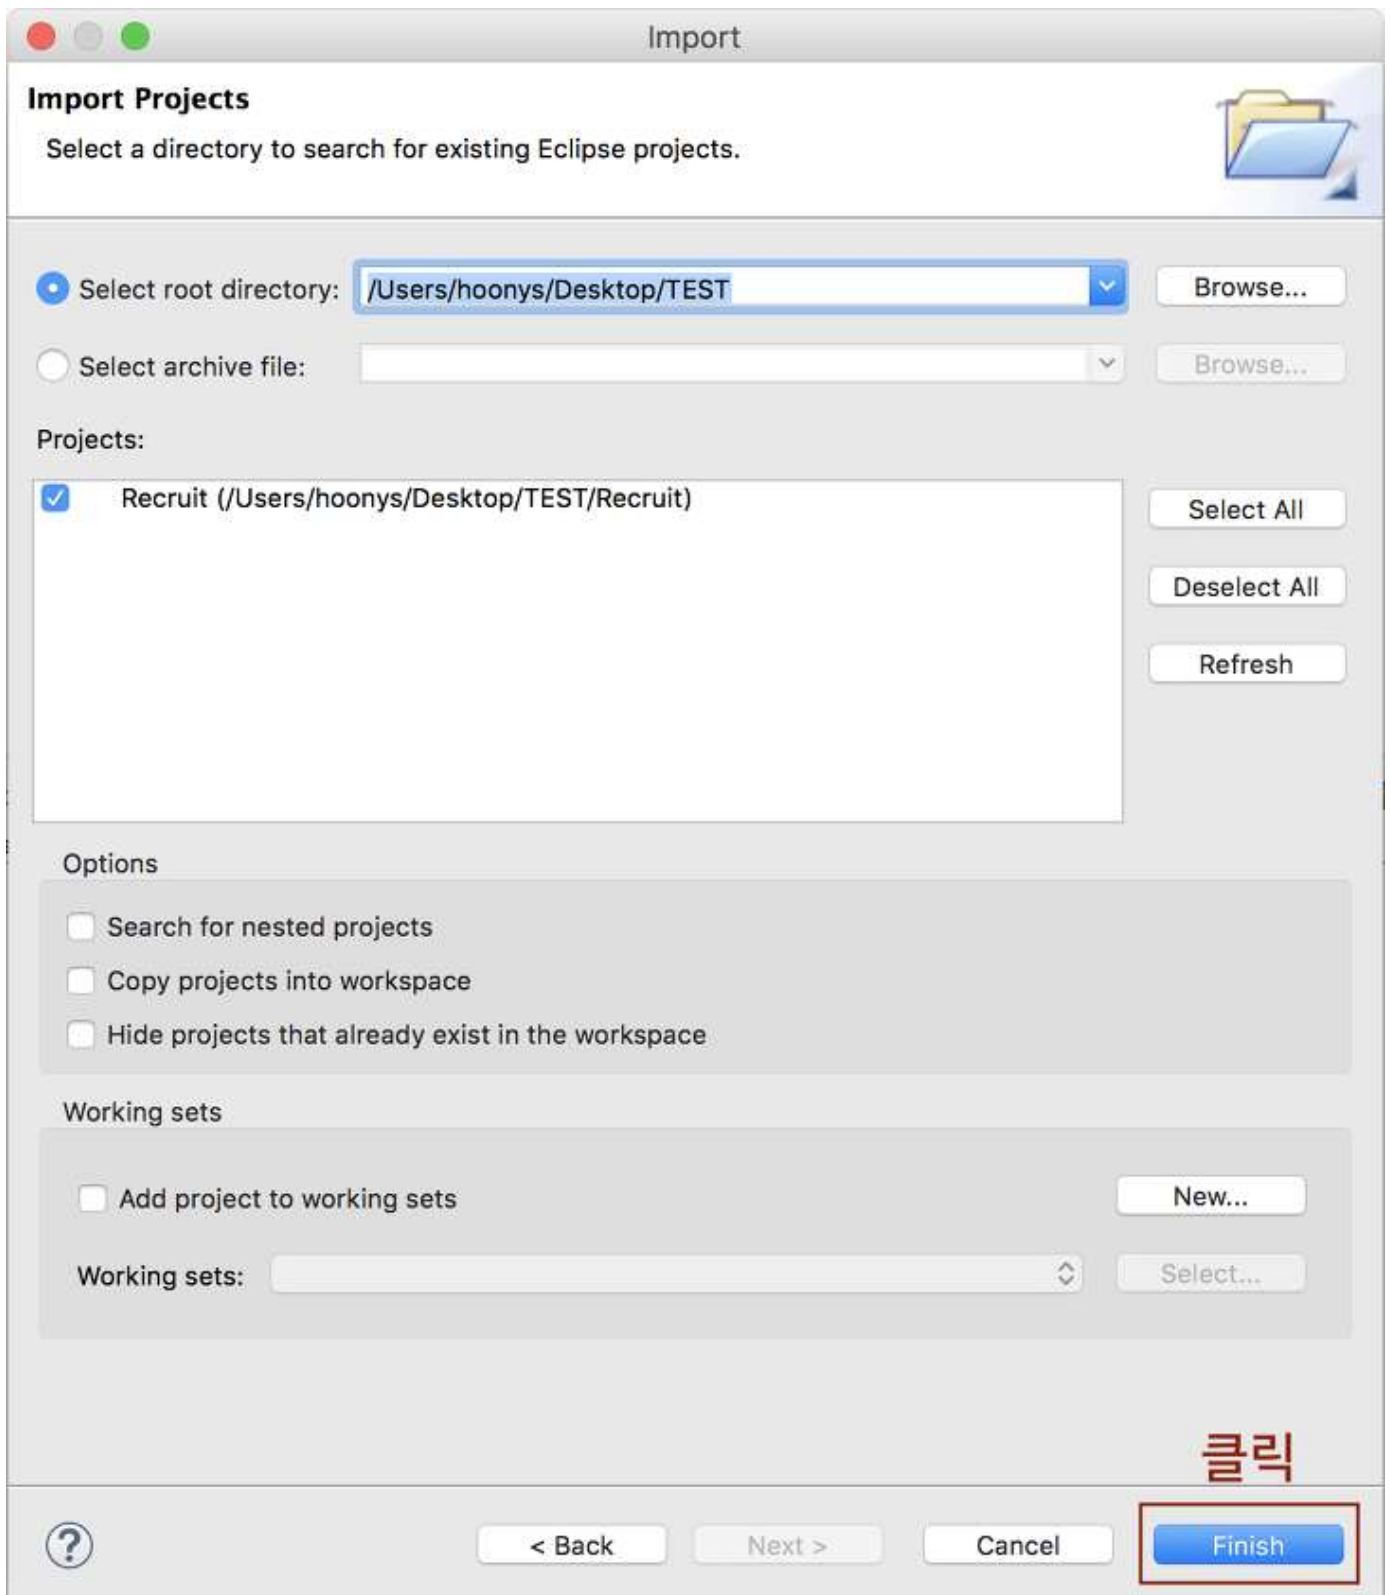 Import
Import Projects
Select a directory to search for existing Eclipse projects.
Select root directory: /Users/hoonys/Desktop/TEST Browse...
Select archive file: Browse...
Projects:
Recruit (/Users/hoonys/Desktop/TEST/Recruit)
Select All
Deselect All
Refresh
Options
Search for nested projects
Copy projects into workspace
Hide projects that already exist in the workspace
Working sets
Add project to working sets New...
Working sets: Select...
클릭
? < Back Next > Cancel Finish